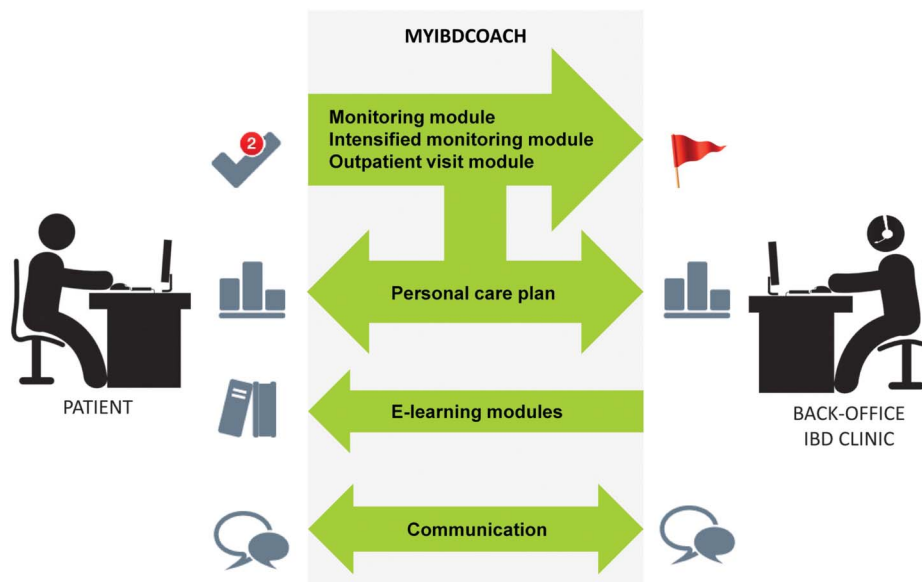 MYIBDCOACH
Monitoring module
Intensified monitoring module
Outpatient visit module
2
Personal care plan
PATIENT
E-learning modules
BACK-OFFICE
IBD CLINIC
Communication